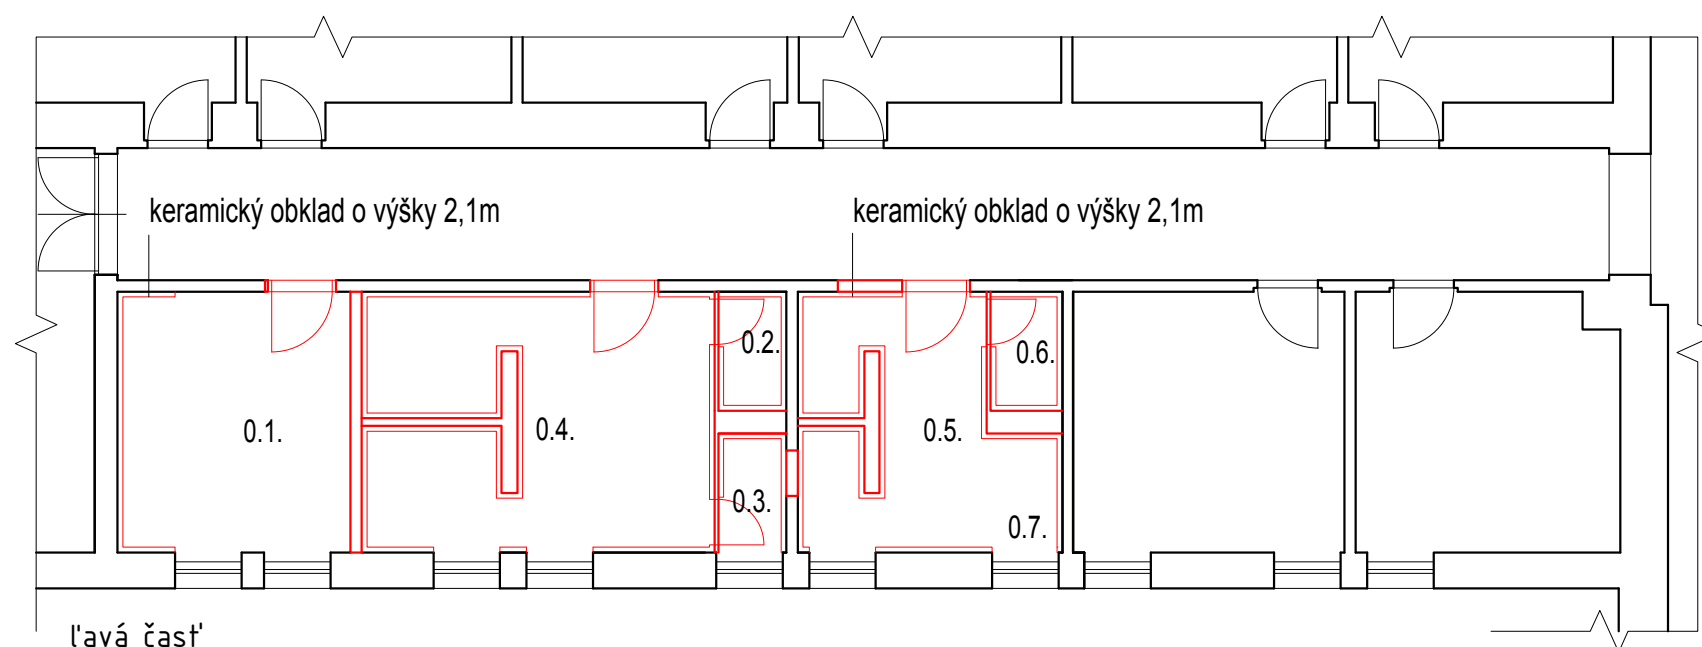 keramický obklad o výšky 2,1m
keramický obklad o výšky 2,1m
0.1.
0.2.
0.3.
0.4.
0.5.
0.6.
0.7.
ľavá časť